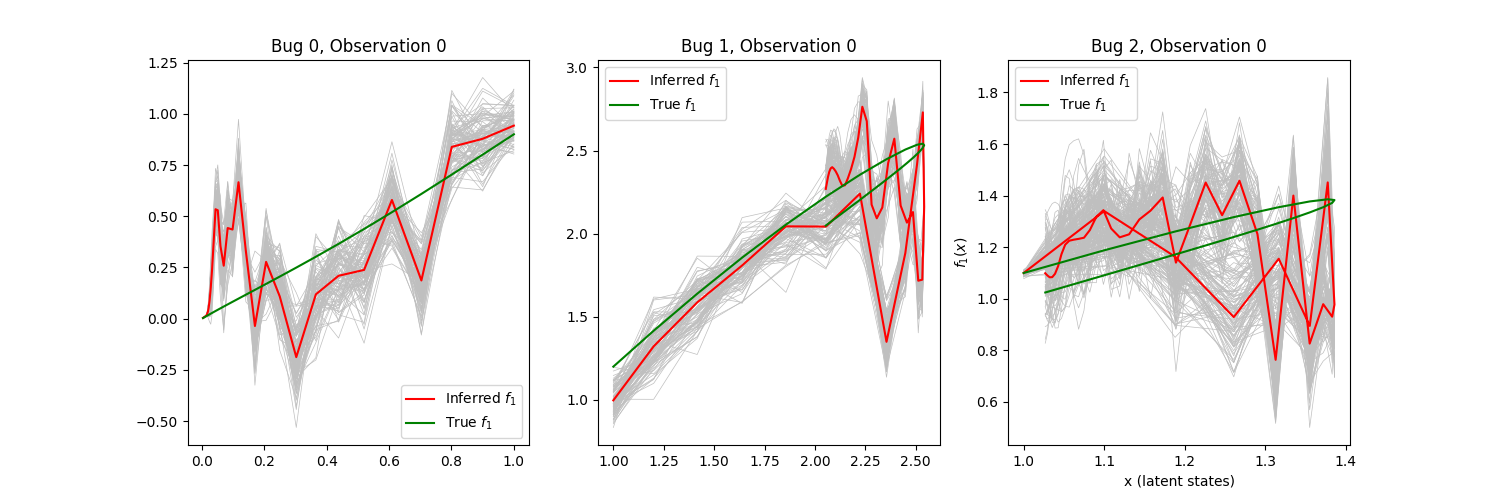 Bug 0, Observation 0
1.25
1.00
0.75
0.50
0.25
0.00
−0.25
−0.50
0.0 0.2 0.4 0.6 0.8 1.0
Inferred f₁
True f₁
Bug 1, Observation 0
3.0
2.5
2.0
1.5
1.0
1.00 1.25 1.50 1.75 2.00 2.25 2.50
Inferred f₁
True f₁
Bug 2, Observation 0
f₁(x)
1.8
1.6
1.4
1.2
1.0
0.8
0.6
1.0 1.1 1.2 1.3 1.4
x (latent states)
Inferred f₁
True f₁